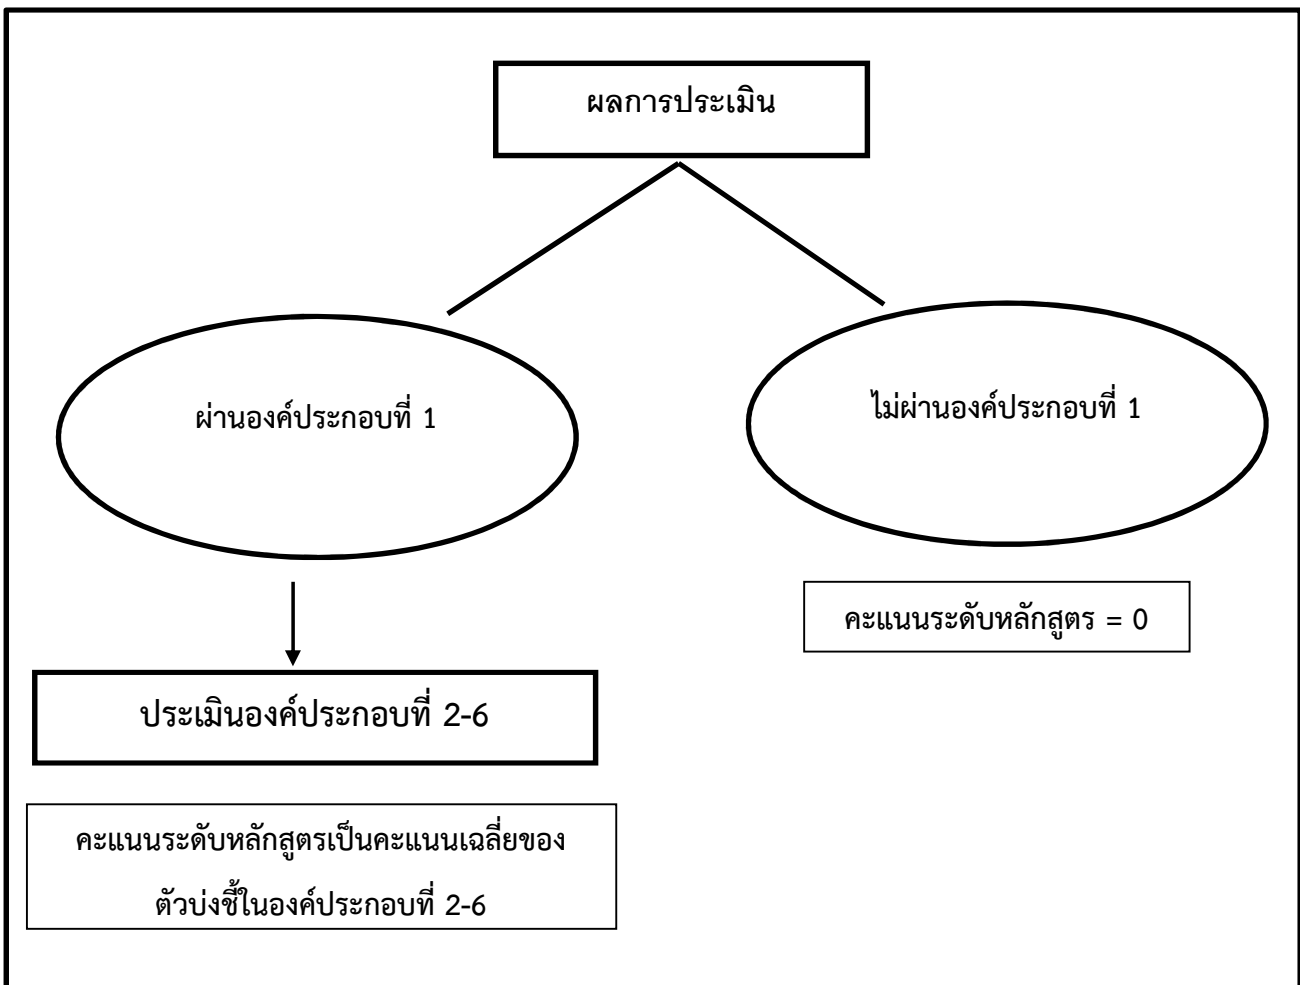 ผลการประเมิน
ผ่านองค์ประกอบที่ 1
ไม่ผ่านองค์ประกอบที่ 1
คะแนนระดับหลักสูตร = 0
ประเมินองค์ประกอบที่ 2-6
คะแนนระดับหลักสูตรเป็นคะแนนเฉลี่ยของ
ตัวบ่งชี้ในองค์ประกอบที่ 2-6